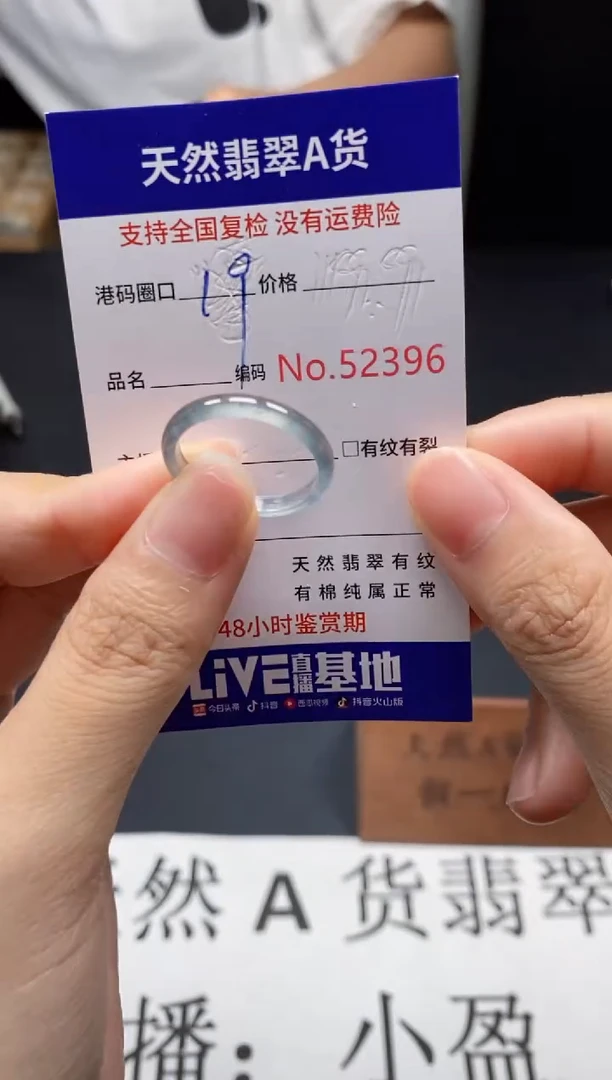 天然翡翠A货
支持全国复检 没有运费险
港码圈口 19 价格
品名 编码 No.52396
□有纹有裂
天然翡翠有纹
有棉纯属正常
48小时鉴赏期
LiVE直播基地
今日头条 抖音 西瓜视频 抖音火山版
然 A 货翡翠
播：小盈